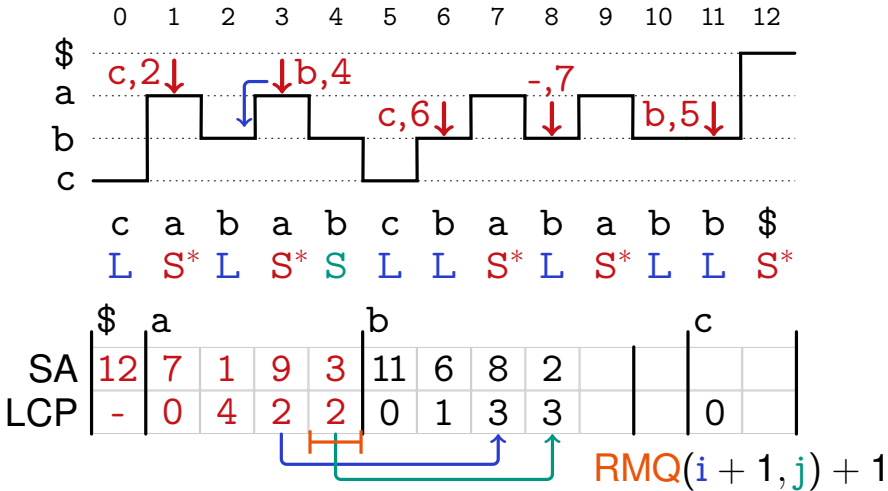 0 1 2 3 4 5 6 7 8 9 10 11 12
$
c,2 b,4 -,7
a
c,6 b,5
b
c
c a b a b c b a b a b b $
L S* L S* S L L S* L S* L L S*
$ a b c
SA 12 7 1 9 3 11 6 8 2
LCP - 0 4 2 2 0 1 3 3 0
RMQ(i + 1, j) + 1